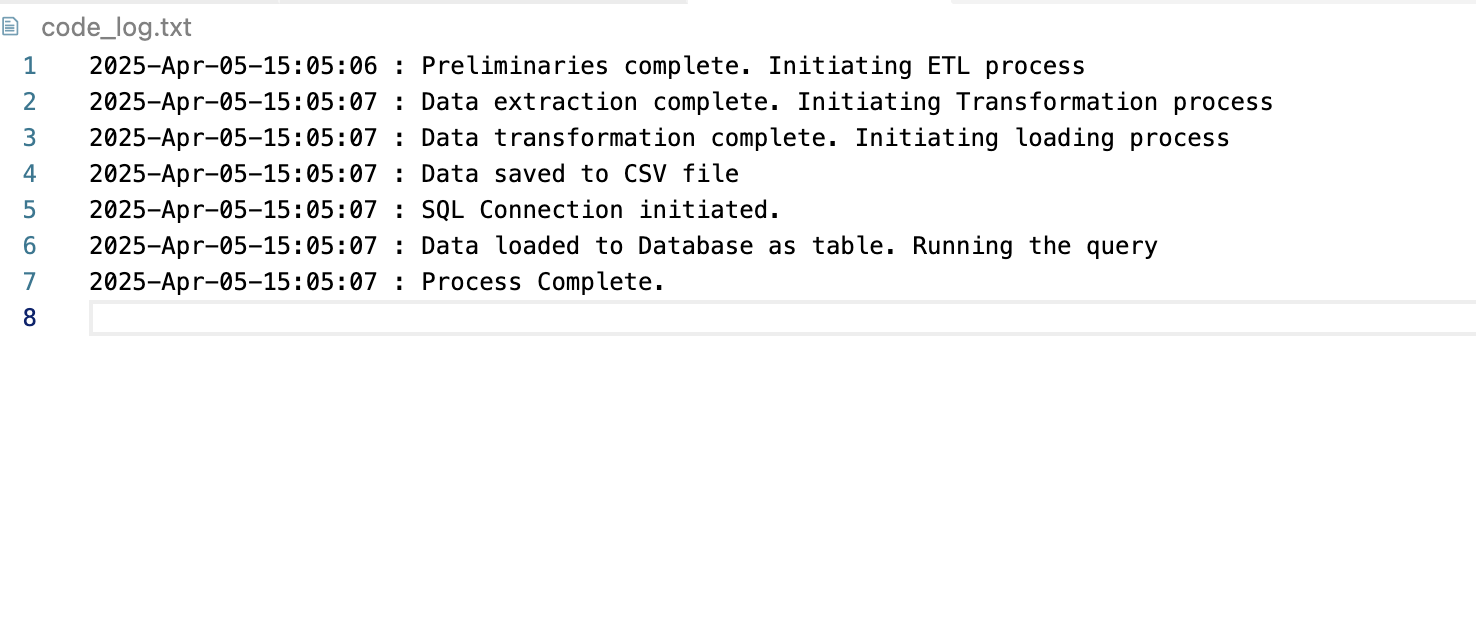 code_log.txt
1 2025-Apr-05-15:05:06 : Preliminaries complete. Initiating ETL process
2 2025-Apr-05-15:05:07 : Data extraction complete. Initiating Transformation process
3 2025-Apr-05-15:05:07 : Data transformation complete. Initiating loading process
4 2025-Apr-05-15:05:07 : Data saved to CSV file
5 2025-Apr-05-15:05:07 : SQL Connection initiated.
6 2025-Apr-05-15:05:07 : Data loaded to Database as table. Running the query
7 2025-Apr-05-15:05:07 : Process Complete.
8